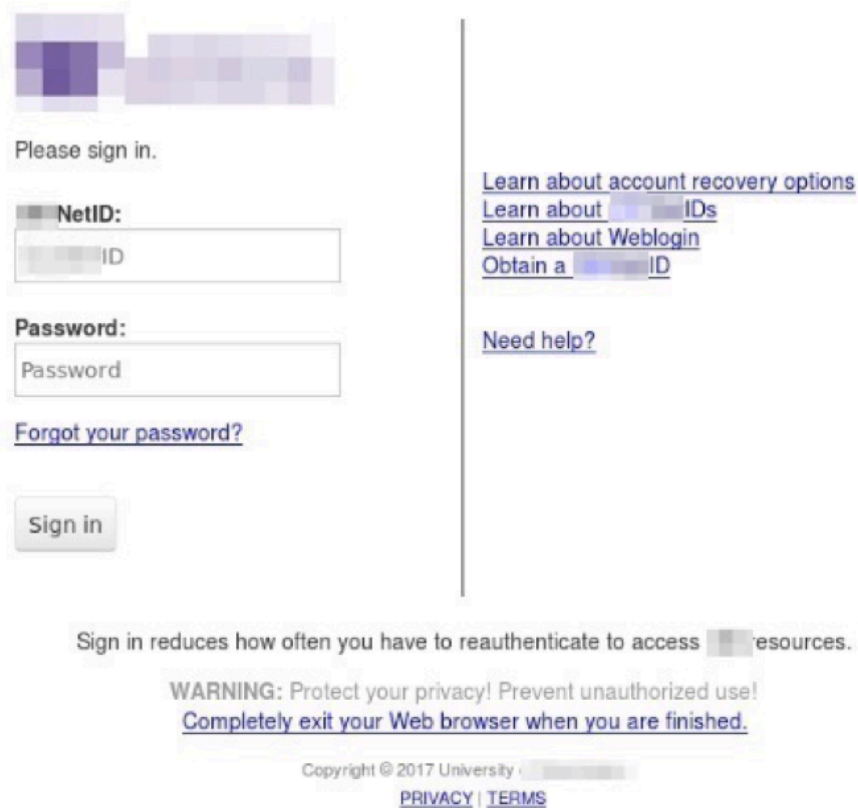 Please sign in.
NetID:
ID
Password:
Password
Forgot your password?
Sign in
Learn about account recovery options
Learn about IDs
Learn about Weblogin
Obtain a ID
Need help?
Sign in reduces how often you have to reauthenticate to access resources.
WARNING: Protect your privacy! Prevent unauthorized use!
Completely exit your Web browser when you are finished.
Copyright © 2017 University
PRIVACY | TERMS